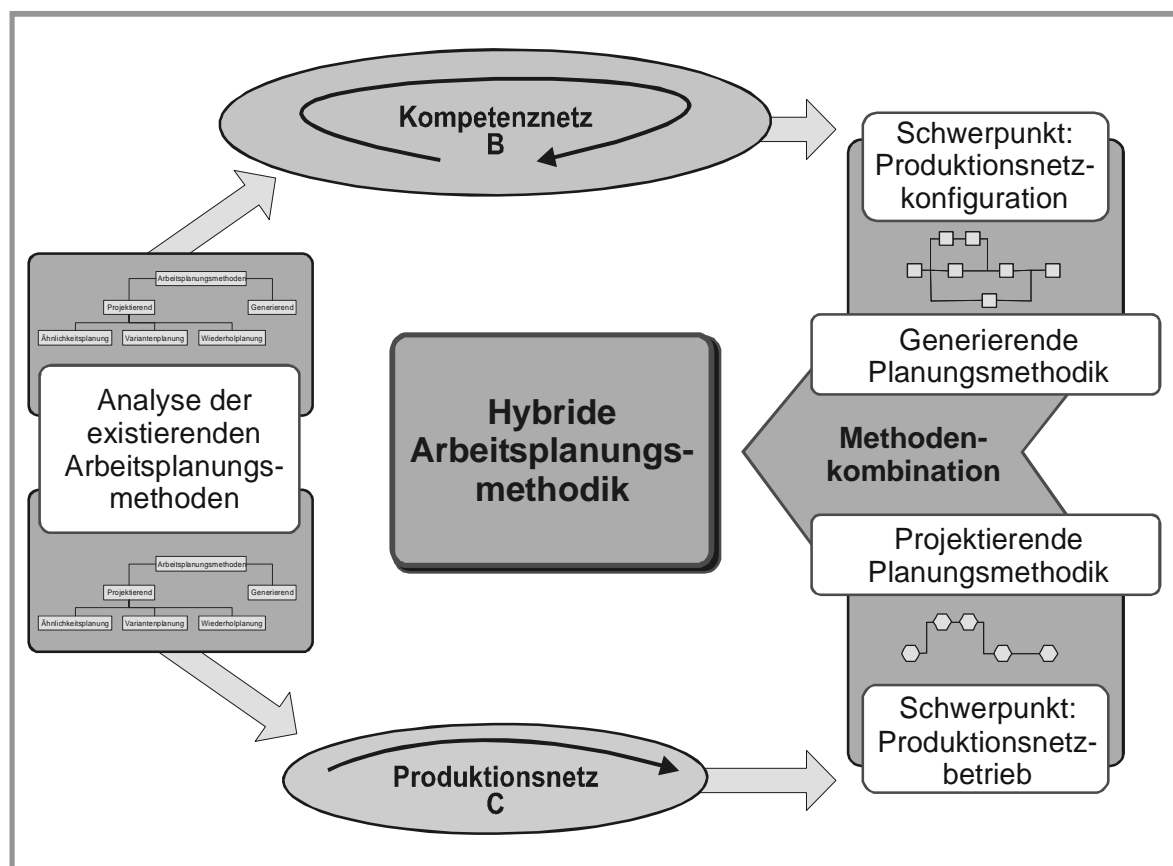 Kompetenznetz
B
Schwerpunkt:
Produktionsnetz-
konfiguration
Arbeitsplanungsmethoden
Projektierend
Generierend
Ähnlichkeitsplanung
Variantenplanung
Wiederholplanung
Analyse der
existierenden
Arbeitsplanungs-
methoden
Arbeitsplanungsmethoden
Projektierend
Generierend
Ähnlichkeitsplanung
Variantenplanung
Wiederholplanung
Hybride
Arbeitsplanungs-
methodik
Generierende
Planungsmethodik
Methoden-
kombination
Projektierende
Planungsmethodik
Produktionsnetz
C
Schwerpunkt:
Produktionsnetz-
betrieb